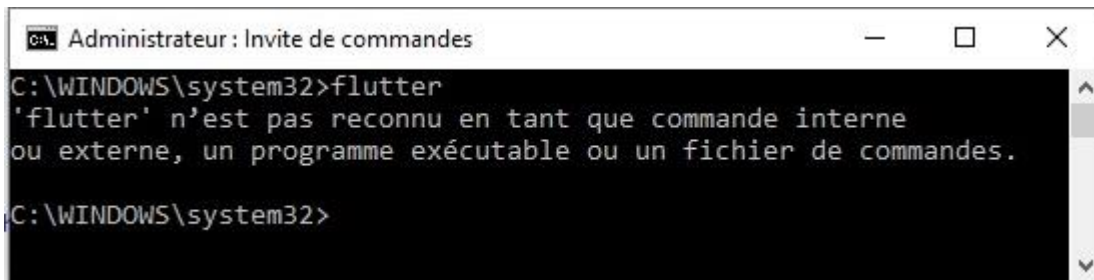 Administrateur : Invite de commandes
C:\WINDOWS\system32>flutter
'flutter' n’est pas reconnu en tant que commande interne
ou externe, un programme exécutable ou un fichier de commandes.
C:\WINDOWS\system32>